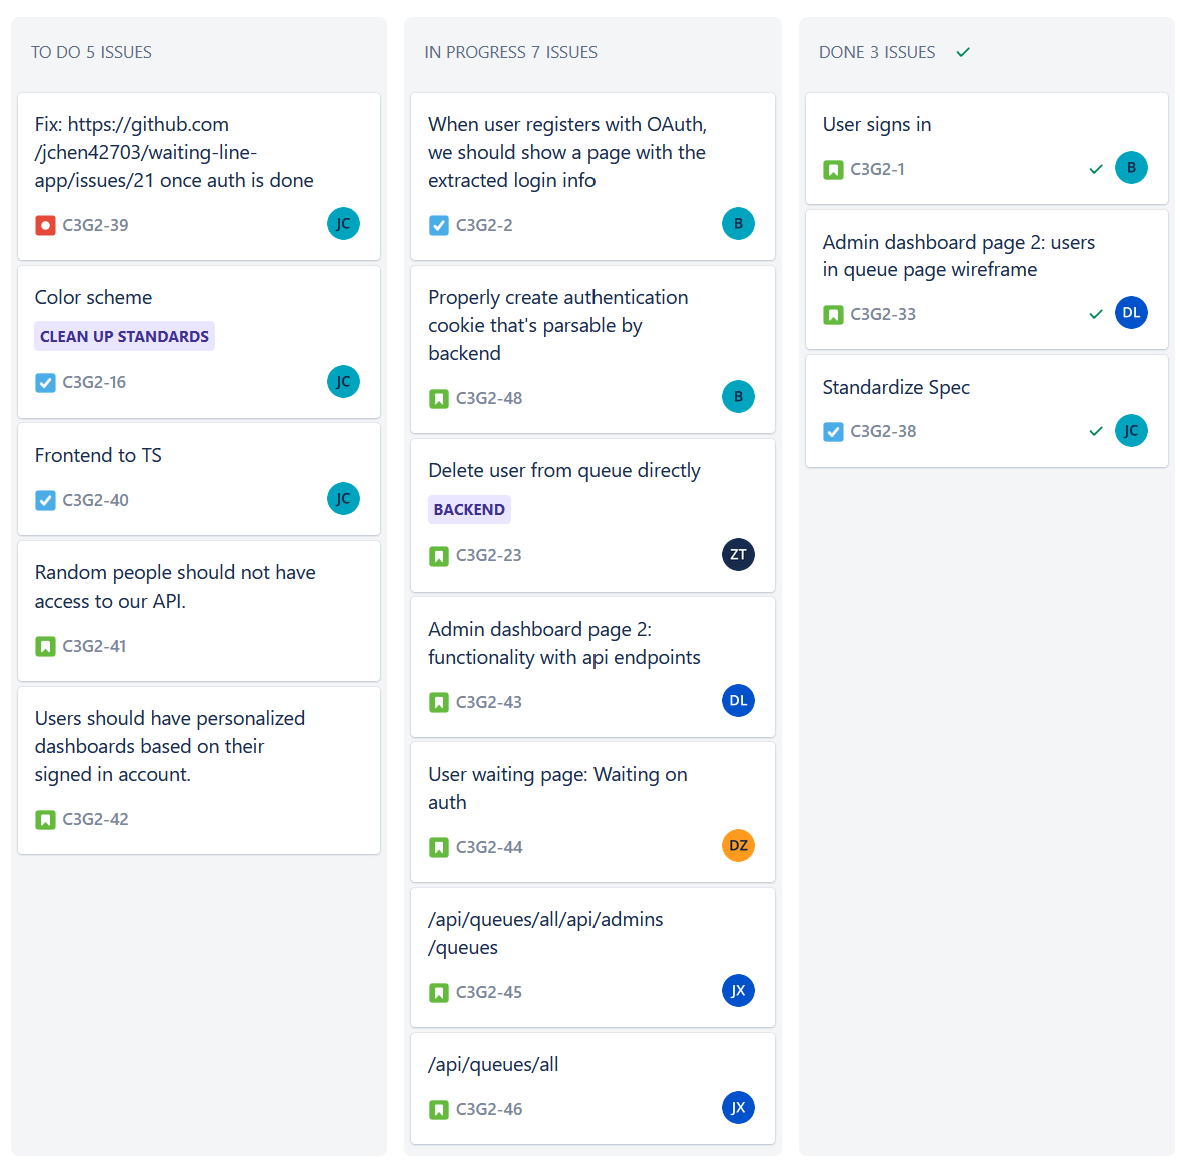 TO DO 5 ISSUES
Fix: https://github.com
/jchen42703/waiting-line-
app/issues/21 once auth is done
C3G2-39
JC
Color scheme
CLEAN UP STANDARDS
C3G2-16
JC
Frontend to TS
C3G2-40
JC
Random people should not have
access to our API.
C3G2-41
Users should have personalized
dashboards based on their
signed in account.
C3G2-42
IN PROGRESS 7 ISSUES
When user registers with OAuth,
we should show a page with the
extracted login info
C3G2-2
B
Properly create authentication
cookie that's parsable by
backend
C3G2-48
B
Delete user from queue directly
BACKEND
C3G2-23
ZT
Admin dashboard page 2:
functionality with api endpoints
C3G2-43
DL
User waiting page: Waiting on
auth
C3G2-44
DZ
/api/queues/all/api/admins
/queues
C3G2-45
JX
/api/queues/all
C3G2-46
JX
DONE 3 ISSUES
User signs in
C3G2-1
B
Admin dashboard page 2: users
in queue page wireframe
C3G2-33
DL
Standardize Spec
C3G2-38
JC